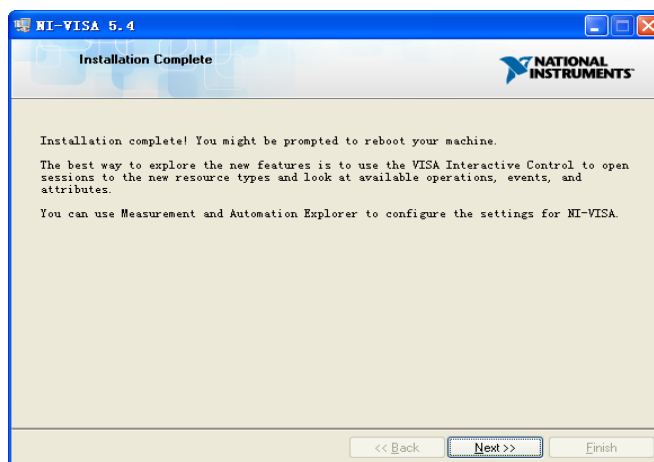 NI-VISA 5.4
Installation Complete
NATIONAL
INSTRUMENTS™
Installation complete! You might be prompted to reboot your machine.
The best way to explore the new features is to use the VISA Interactive Control to open
sessions to the new resource types and look at available operations, events, and
attributes.
You can use Measurement and Automation Explorer to configure the settings for NI-VISA.
<< Back
Next >>
Finish